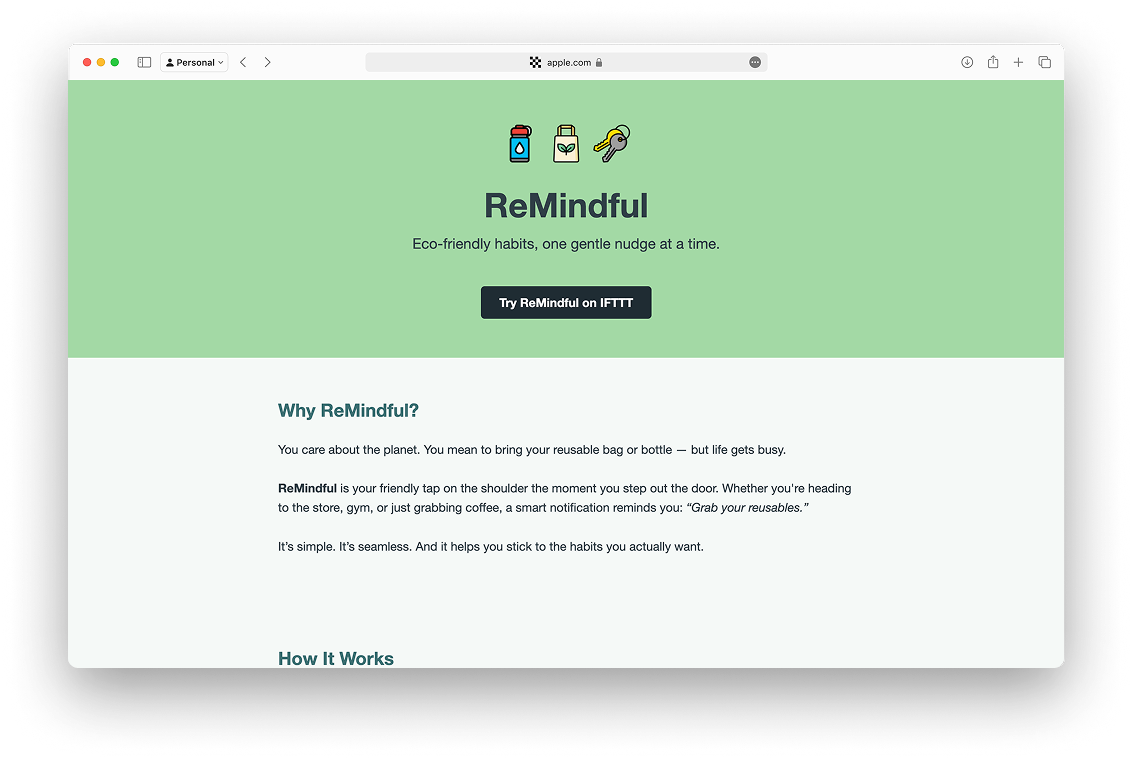 Personal
apple.com
ReMindful
Eco-friendly habits, one gentle nudge at a time.
Try ReMindful on IFTTT
Why ReMindful?
You care about the planet. You mean to bring your reusable bag or bottle — but life gets busy.
ReMindful is your friendly tap on the shoulder the moment you step out the door. Whether you're heading
to the store, gym, or just grabbing coffee, a smart notification reminds you: “Grab your reusables.”
It’s simple. It’s seamless. And it helps you stick to the habits you actually want.
How It Works